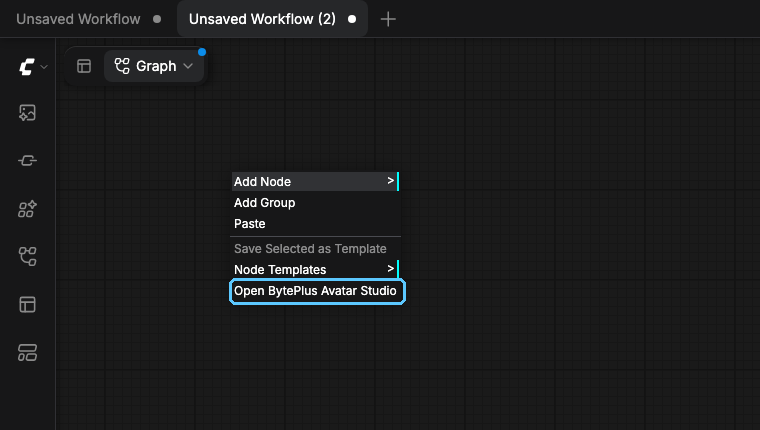 Unsaved Workflow
Unsaved Workflow (2)
Graph
Add Node >
Add Group
Paste
Save Selected as Template
Node Templates >
Open BytePlus Avatar Studio